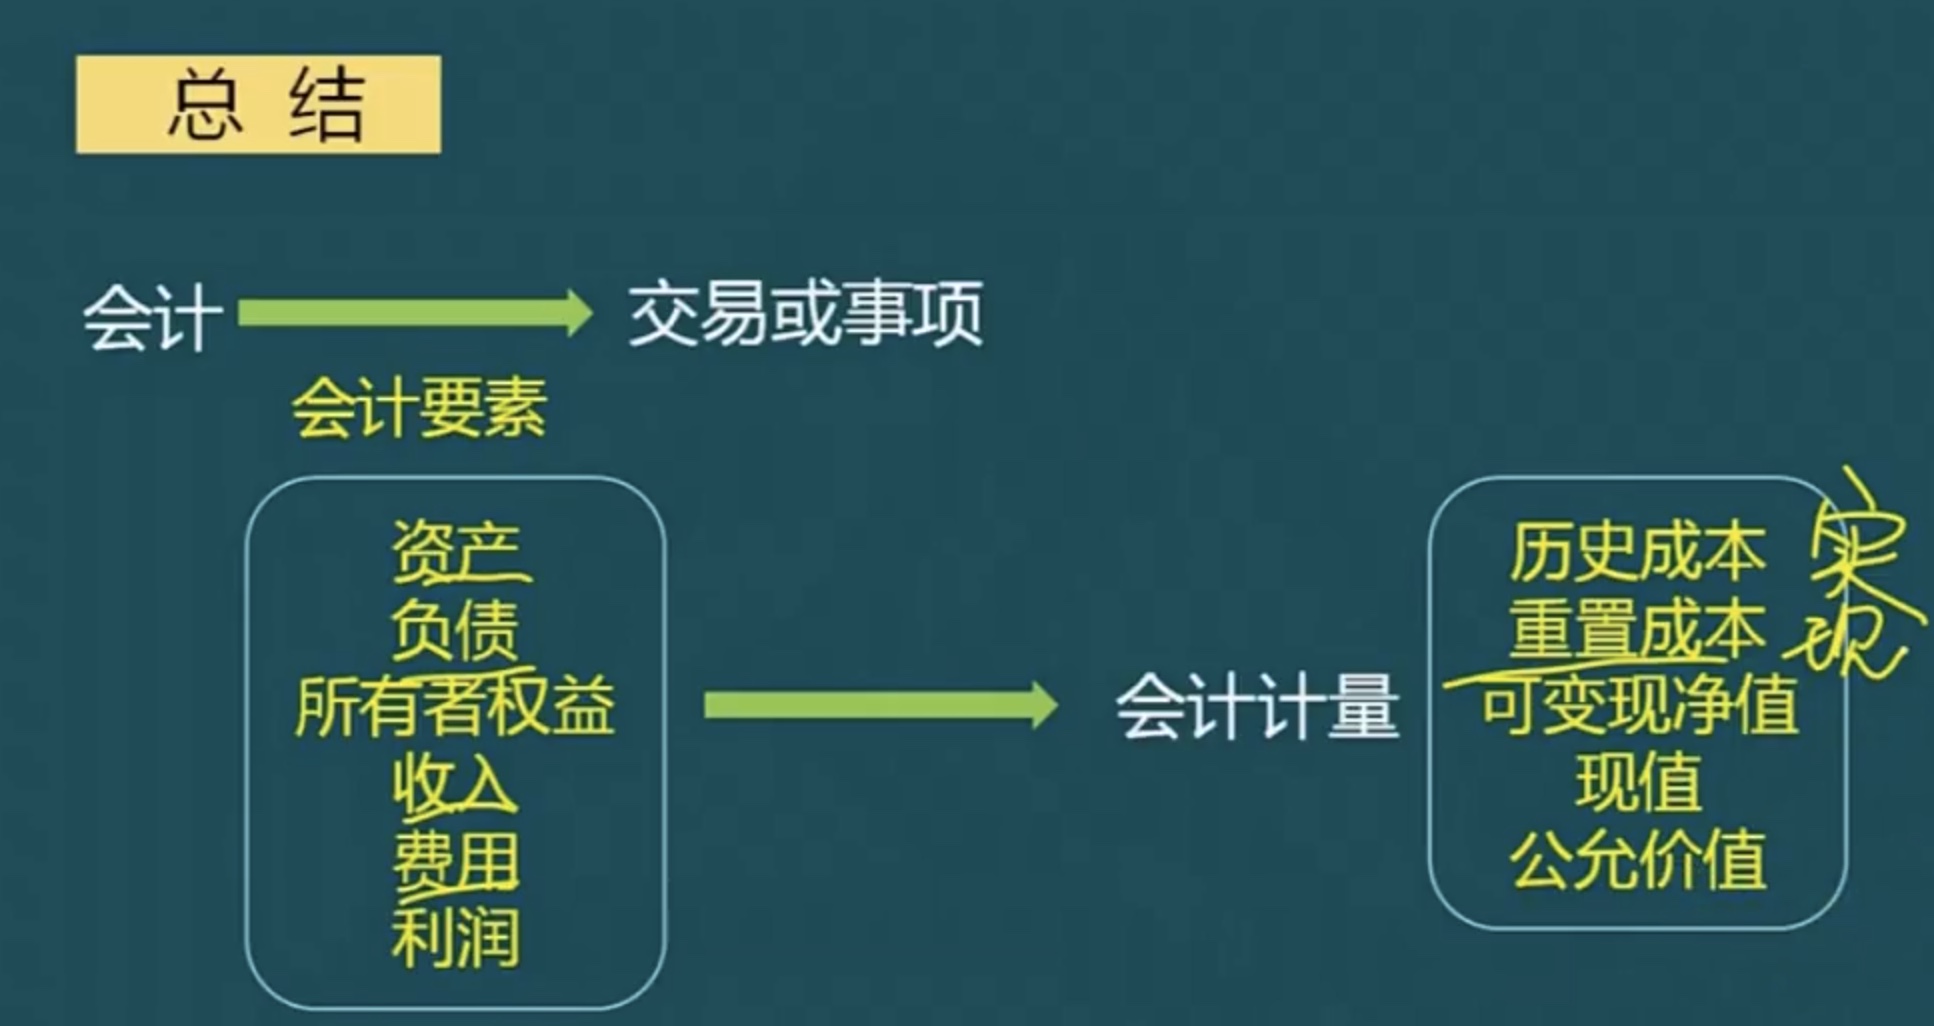 总 结
会计
交易或事项
会计要素
资产
负债
所有者权益
收入
费用
利润
会计计量
历史成本
实
重置成本
现
可变现净值
现值
公允价值